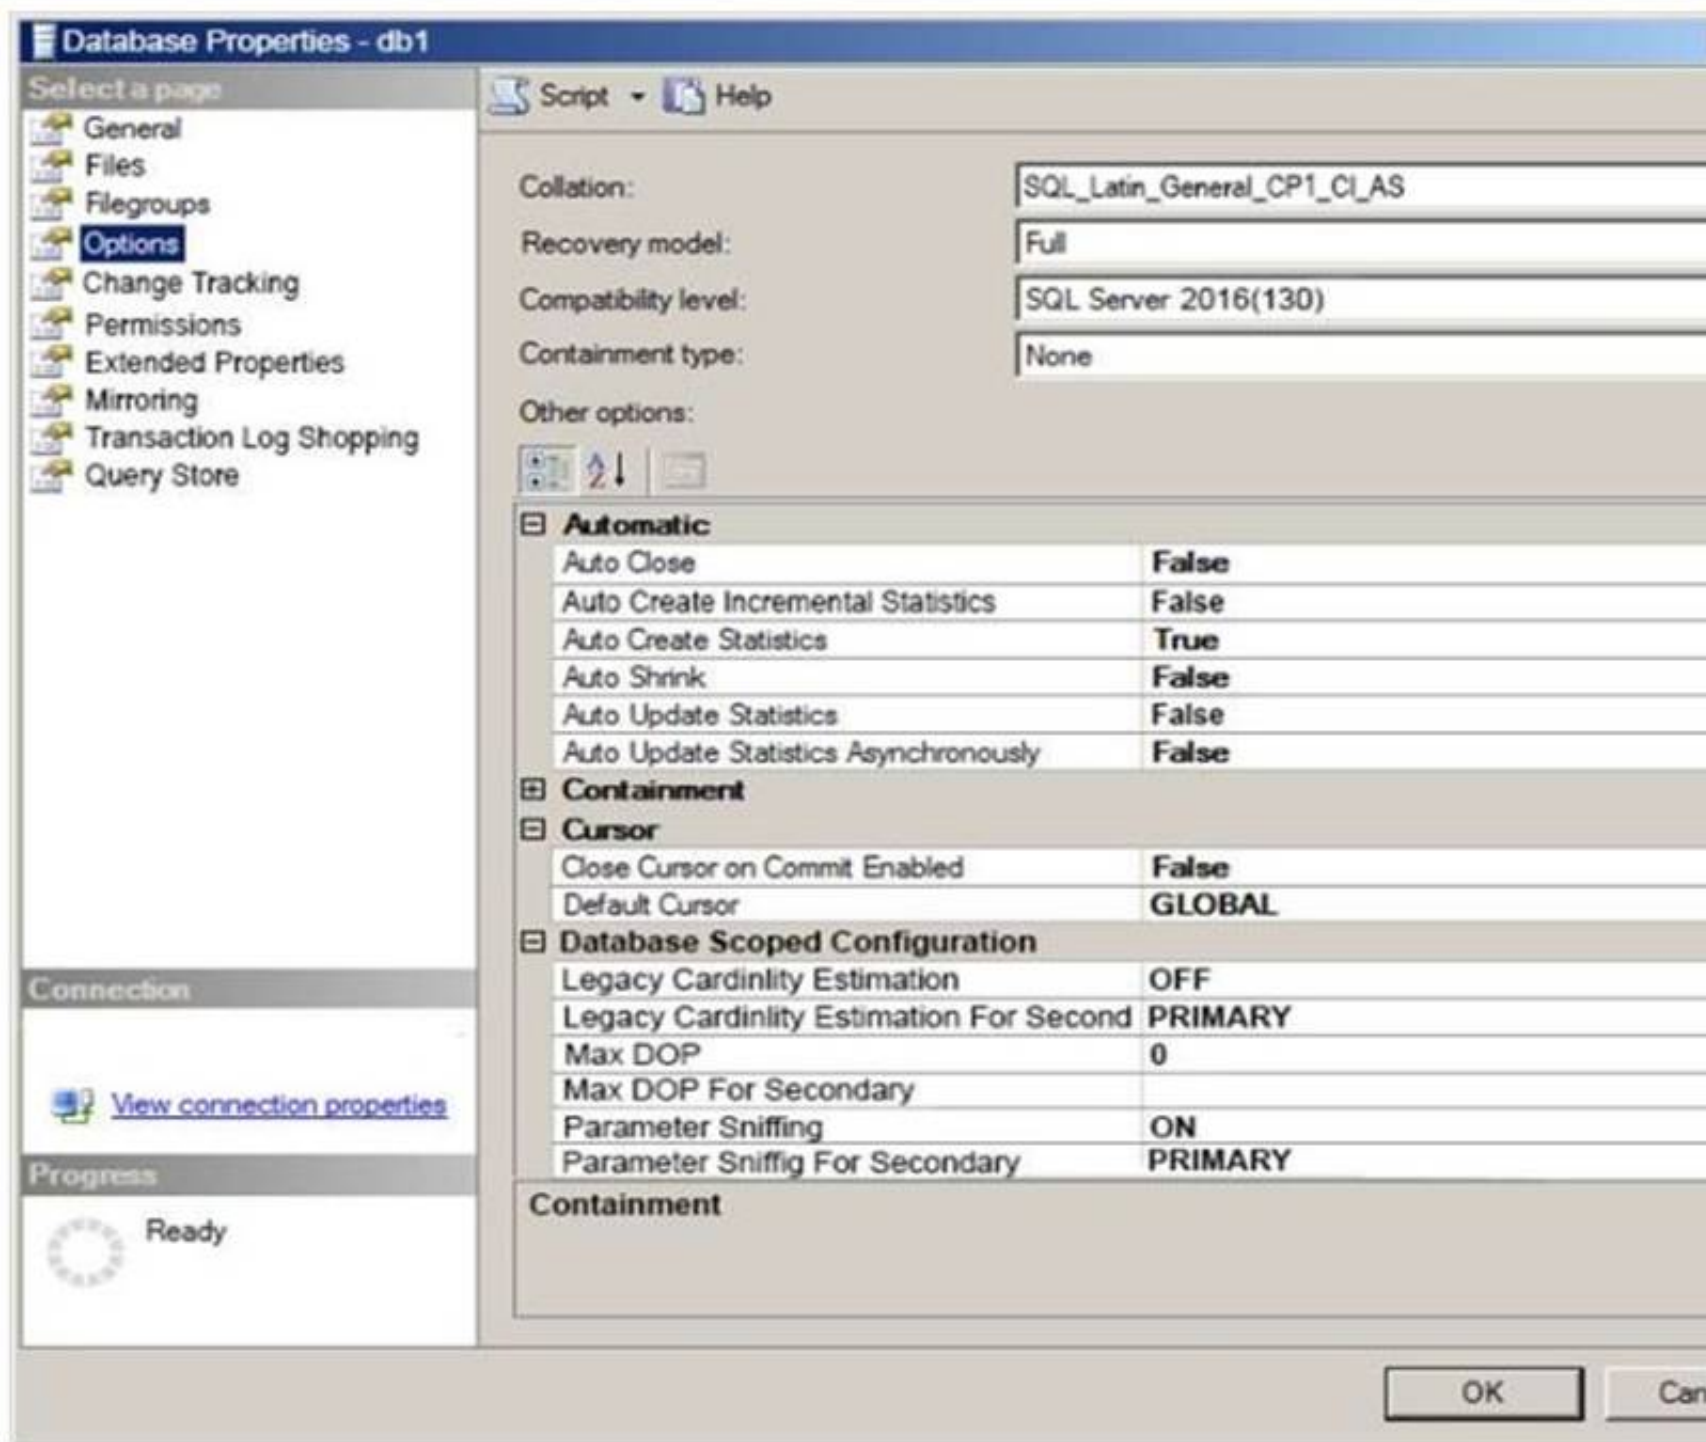 Database Properties - db1
Select a page
General
Files
Filegroups
Options
Change Tracking
Permissions
Extended Properties
Mirroring
Transaction Log Shopping
Query Store
Connection
View connection properties
Progress
Ready
Script Help
Collation: SQL_Latin_General_CP1_CI_AS
Recovery model: Full
Compatibility level: SQL Server 2016(130)
Containment type: None
Other options:
Automatic
Auto Close False
Auto Create Incremental Statistics False
Auto Create Statistics True
Auto Shrink False
Auto Update Statistics False
Auto Update Statistics Asynchronously False
Containment
Cursor
Close Cursor on Commit Enabled False
Default Cursor GLOBAL
Database Scoped Configuration
Legacy Cardinlity Estimation OFF
Legacy Cardinlity Estimation For Second PRIMARY
Max DOP 0
Max DOP For Secondary
Parameter Sniffing ON
Parameter Sniffig For Secondary PRIMARY
Containment
OK Can